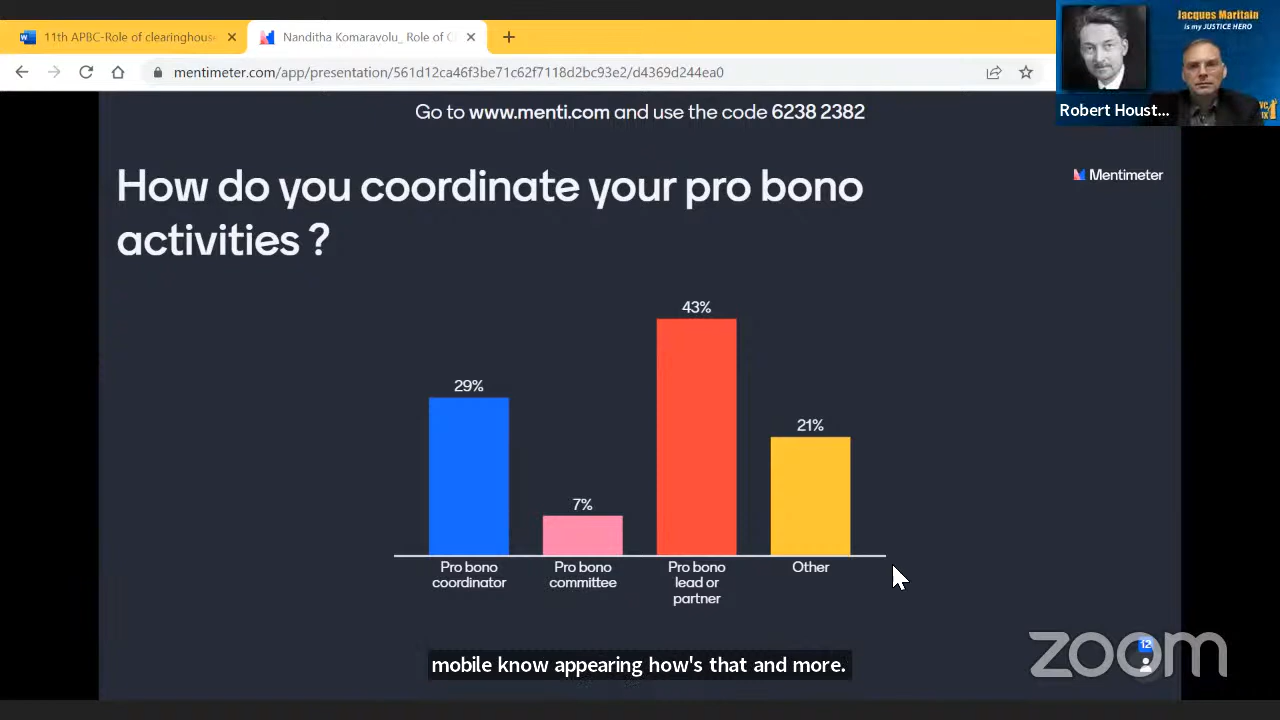 11th APBC-Role of clearinghous
Nanditha Komaravolu_ Role of C
mentimeter.com/app/presentation/561d12ca46f3be71c62f7118d2bc93e2/d4369d244ea0
Jacques Maritain
is my JUSTICE HERO
Robert Houst...
Go to www.menti.com and use the code 6238 2382
Mentimeter
How do you coordinate your pro bono
activities ?
43%
29%
21%
7%
Pro bono
coordinator
Pro bono
committee
Pro bono
lead or
partner
Other
zoom
12
mobile know appearing how's that and more.